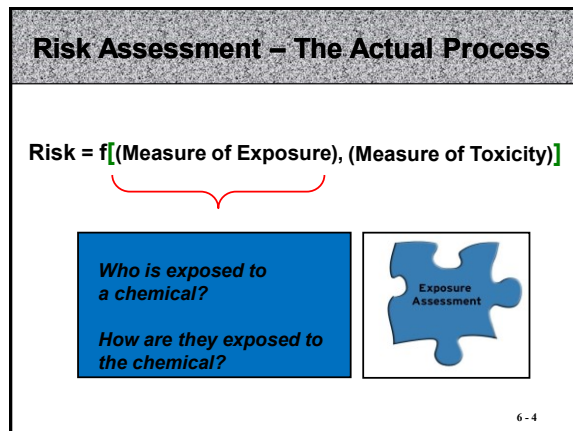 Risk Assessment – The Actual Process
Risk = f[(Measure of Exposure), (Measure of Toxicity)]
Who is exposed to
a chemical?
How are they exposed to
the chemical?
Exposure
Assessment
6 - 4